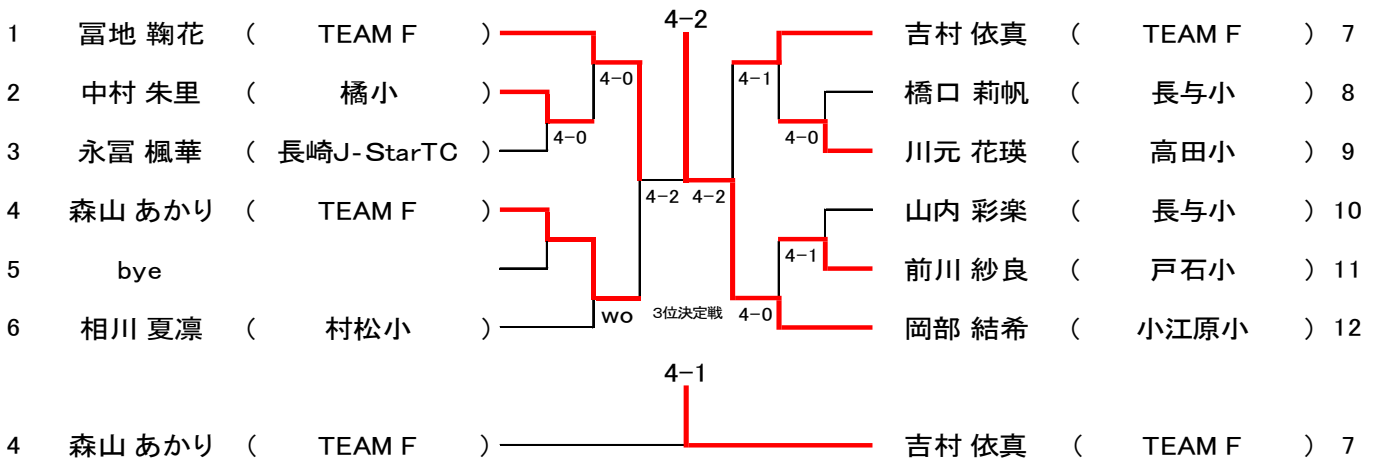 4-2
1 冨地 鞠花 ( TEAM F ) 吉村 依真 ( TEAM F ) 7
4-0 4-1
2 中村 朱里 ( 橘小 ) 橋口 莉帆 ( 長与小 ) 8
4-0 4-0
3 永冨 楓華 ( 長崎J-StarTC ) 川元 花瑛 ( 高田小 ) 9
4-2 4-2
4 森山 あかり ( TEAM F ) 山内 彩楽 ( 長与小 ) 10
4-1
5 bye 前川 紗良 ( 戸石小 ) 11
wo 3位決定戦 4-0
6 相川 夏凛 ( 村松小 ) 岡部 結希 ( 小江原小 ) 12
4-1
4 森山 あかり ( TEAM F ) 吉村 依真 ( TEAM F ) 7